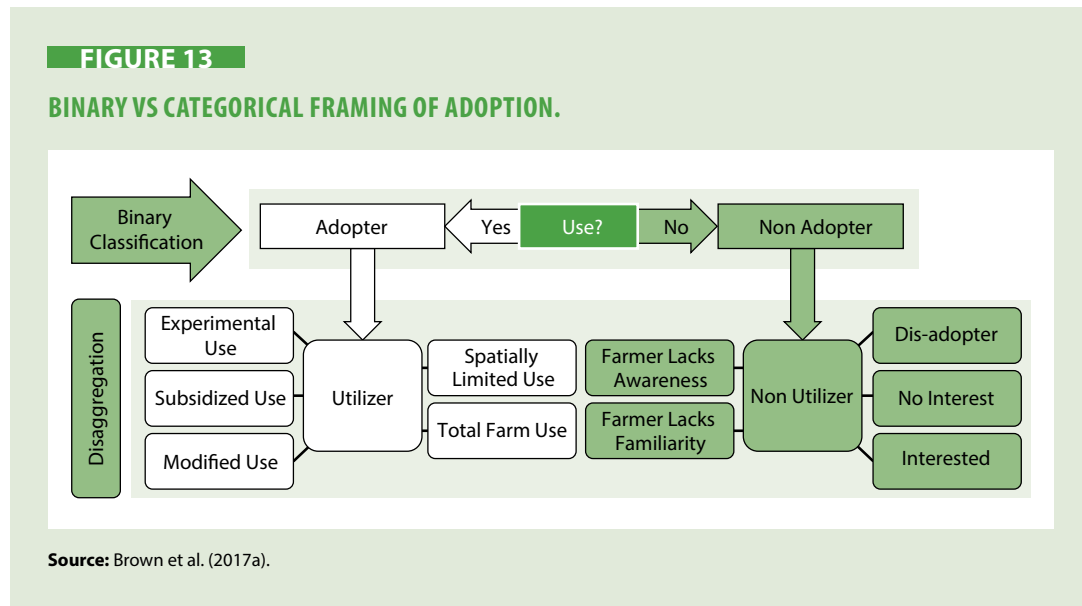 FIGURE 13
BINARY VS CATEGORICAL FRAMING OF ADOPTION.
Binary
Classification
Adopter
Yes
Use?
No
Non Adopter
Disaggregation
Experimental
Use
Subsidized Use
Modified Use
Utilizer
Spatially
Limited Use
Total Farm Use
Farmer Lacks
Awareness
Farmer Lacks
Familiarity
Non Utilizer
Dis-adopter
No Interest
Interested
Source: Brown et al. (2017a).